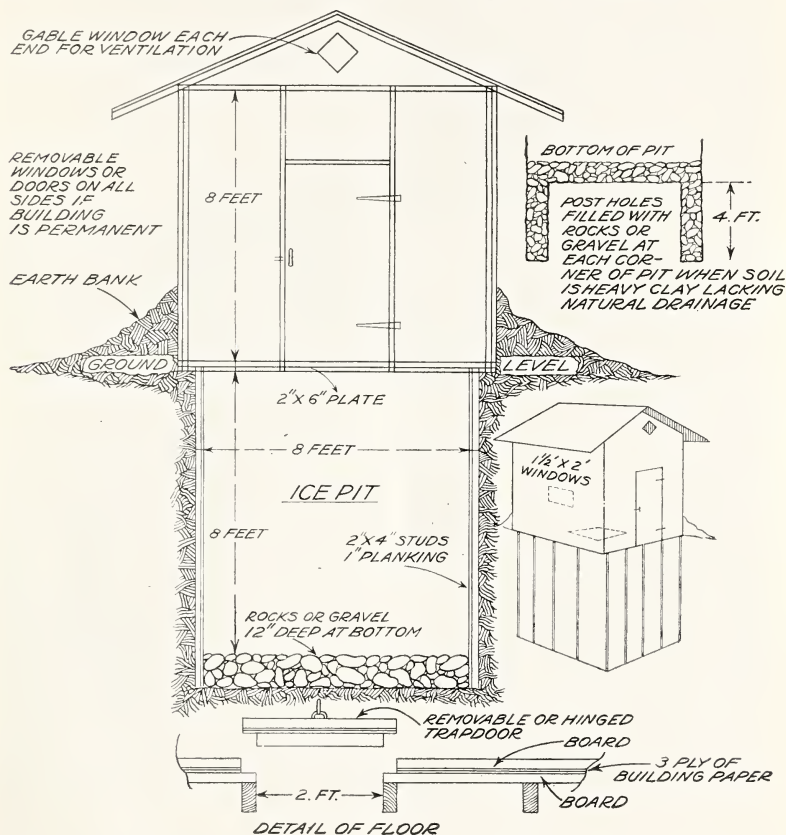 GABLE WINDOW EACH
END FOR VENTILATION
REMOVABLE
WINDOWS OR
DOORS ON ALL
SIDES IF
BUILDING
IS PERMANENT
8 FEET
BOTTOM OF PIT
POST HOLES
FILLED WITH
ROCKS OR
GRAVEL AT
EACH COR-
NER OF PIT WHEN SOIL
IS HEAVY CLAY LACKING
NATURAL DRAINAGE
4. FT.
EARTH BANK
GROUND
LEVEL
2"X 6" PLATE
8 FEET
ICE PIT
8 FEET
2"X 4" STUDS
1" PLANKING
1½' X 2'
WINDOWS
ROCKS OR GRAVEL
12" DEEP AT BOTTOM
REMOVABLE OR HINGED
TRAPDOOR
BOARD
3 PLY OF
BUILDING PAPER
2. FT.
BOARD
DETAIL OF FLOOR